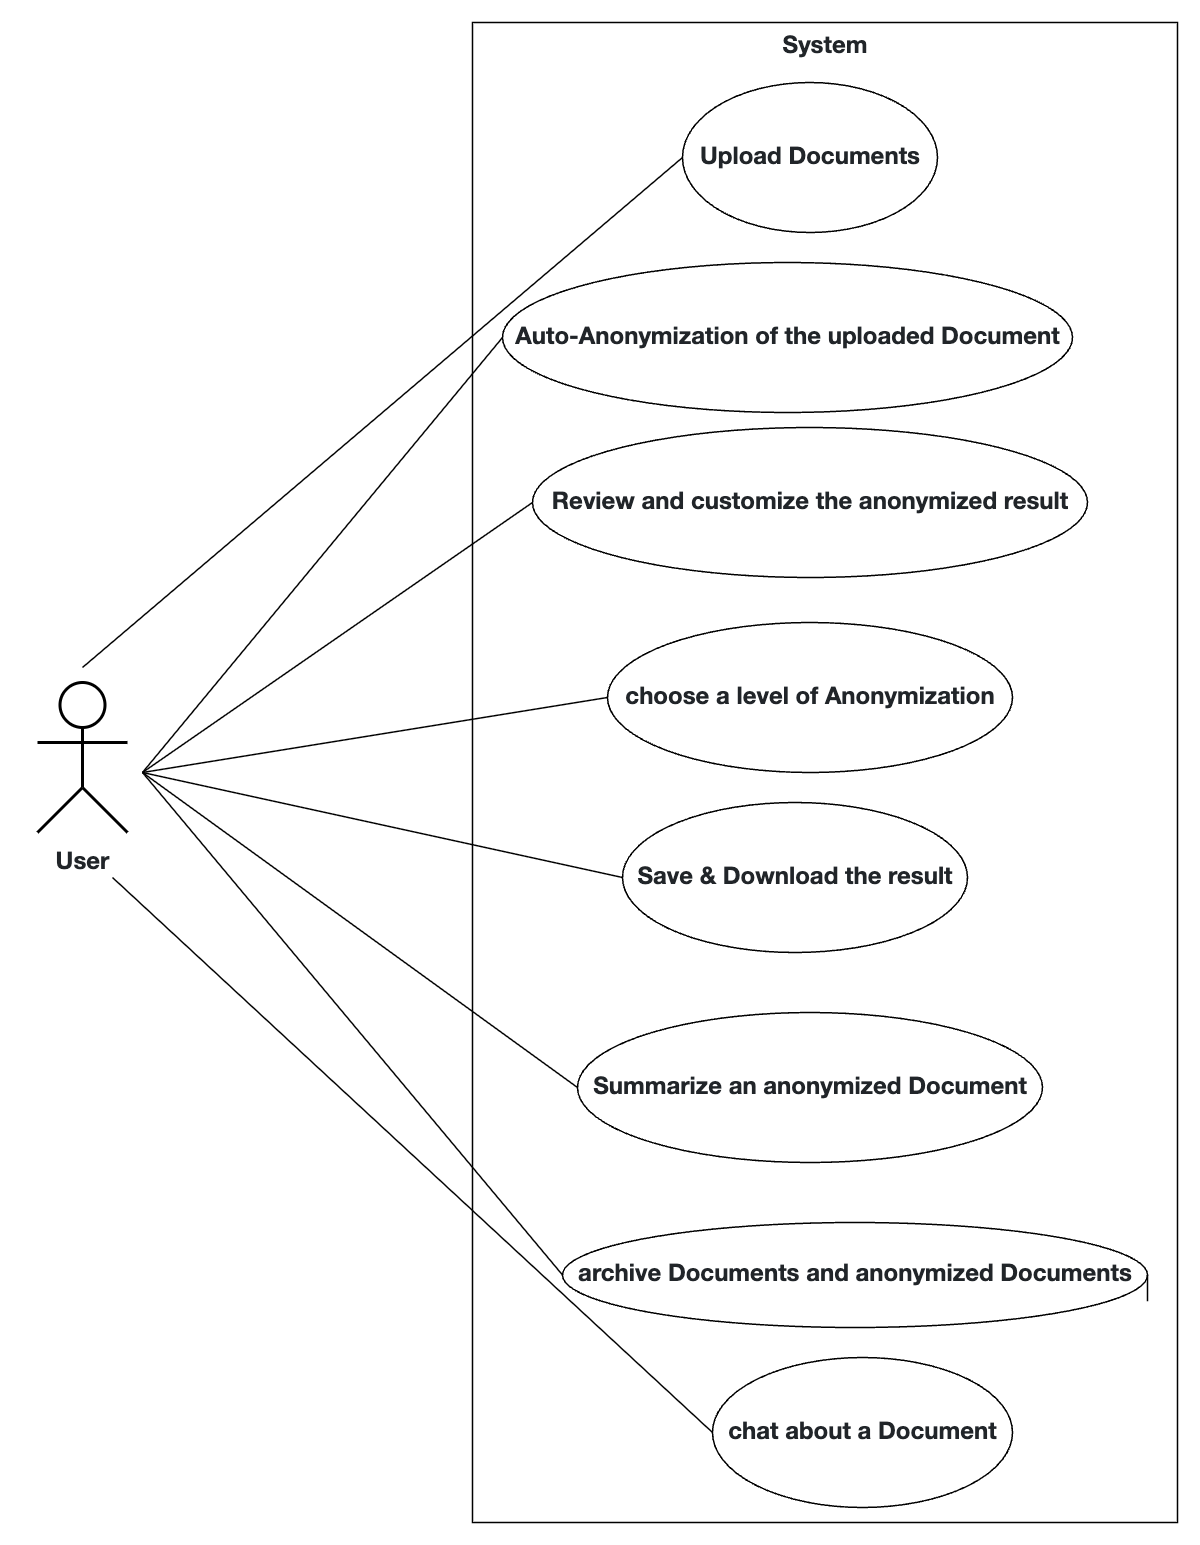 System
Upload Documents
Auto-Anonymization of the uploaded Document
Review and customize the anonymized result
choose a level of Anonymization
User
Save & Download the result
Summarize an anonymized Document
archive Documents and anonymized Documents
chat about a Document